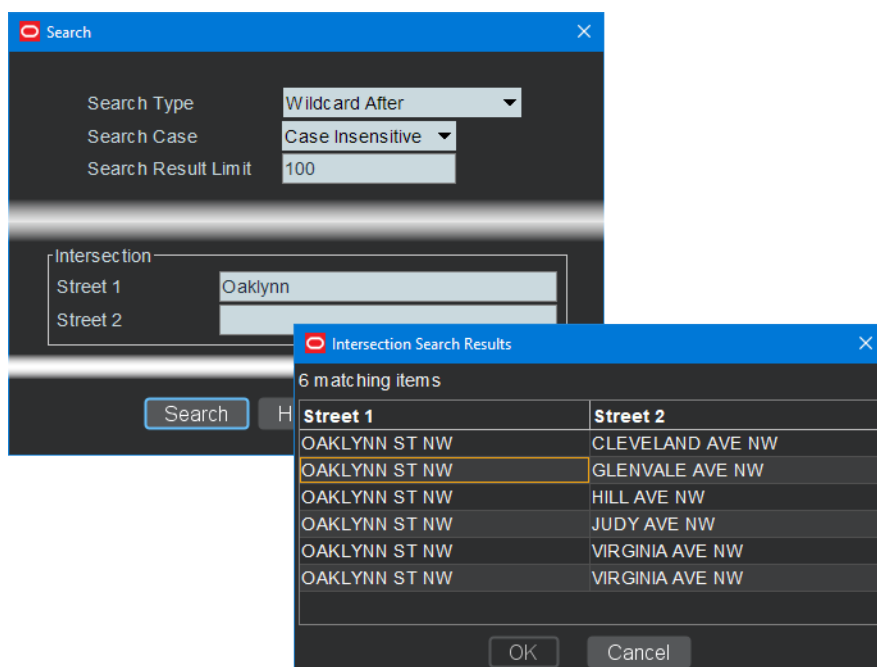 Search
Search Type Wildcard After
Search Case Case Insensitive
Search Result Limit 100
Intersection
Street 1 Oaklynn
Street 2
Search H
Intersection Search Results
6 matching items
Street 1 Street 2
OAKLYNN ST NW CLEVELAND AVE NW
OAKLYNN ST NW GLENVALE AVE NW
OAKLYNN ST NW HILL AVE NW
OAKLYNN ST NW JUDY AVE NW
OAKLYNN ST NW VIRGINIA AVE NW
OAKLYNN ST NW VIRGINIA AVE NW
OK Cancel